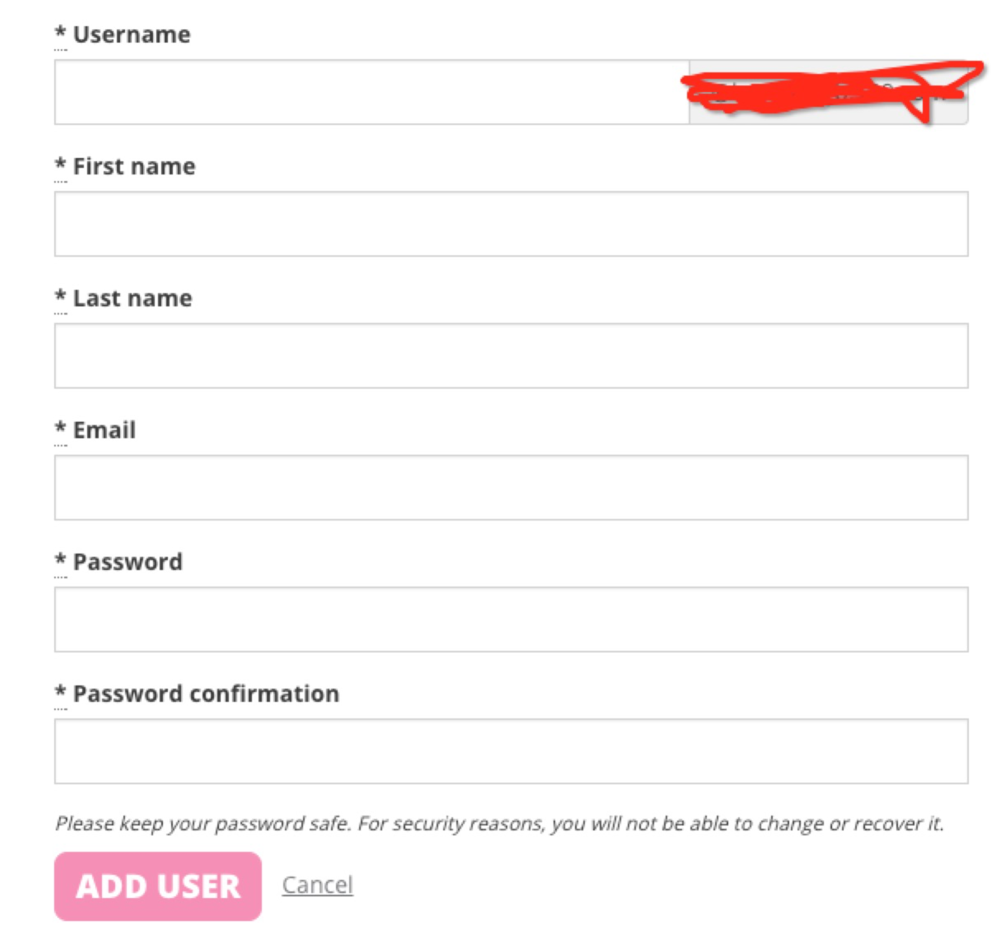 * Username
* First name
* Last name
* Email
* Password
* Password confirmation
Please keep your password safe. For security reasons, you will not be able to change or recover it.
ADD USER Cancel